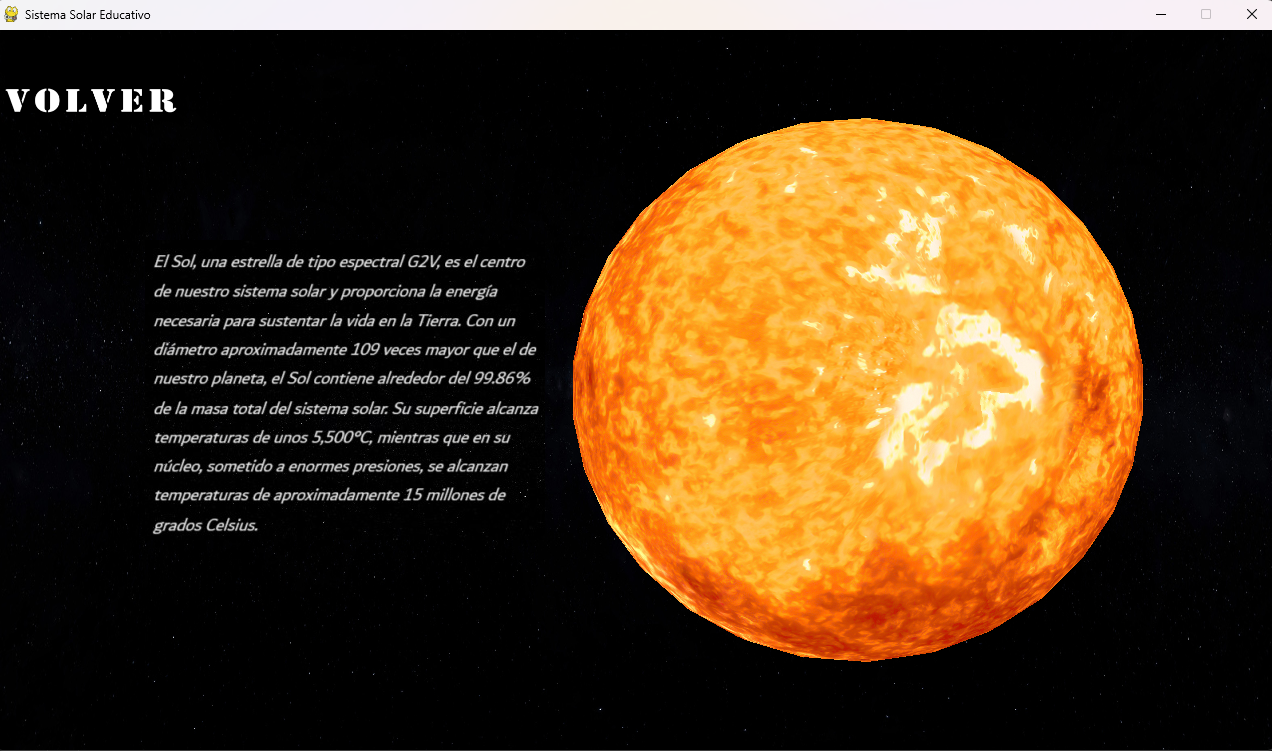 Sistema Solar Educativo
VOLVER
El Sol, una estrella de tipo espectral G2V, es el centro
de nuestro sistema solar y proporciona la energía
necesaria para sustentar la vida en la Tierra. Con un
diámetro aproximadamente 109 veces mayor que el de
nuestro planeta, el Sol contiene alrededor del 99.86%
de la masa total del sistema solar. Su superficie alcanza
temperaturas de unos 5,500°C, mientras que en su
núcleo, sometido a enormes presiones, se alcanzan
temperaturas de aproximadamente 15 millones de
grados Celsius.